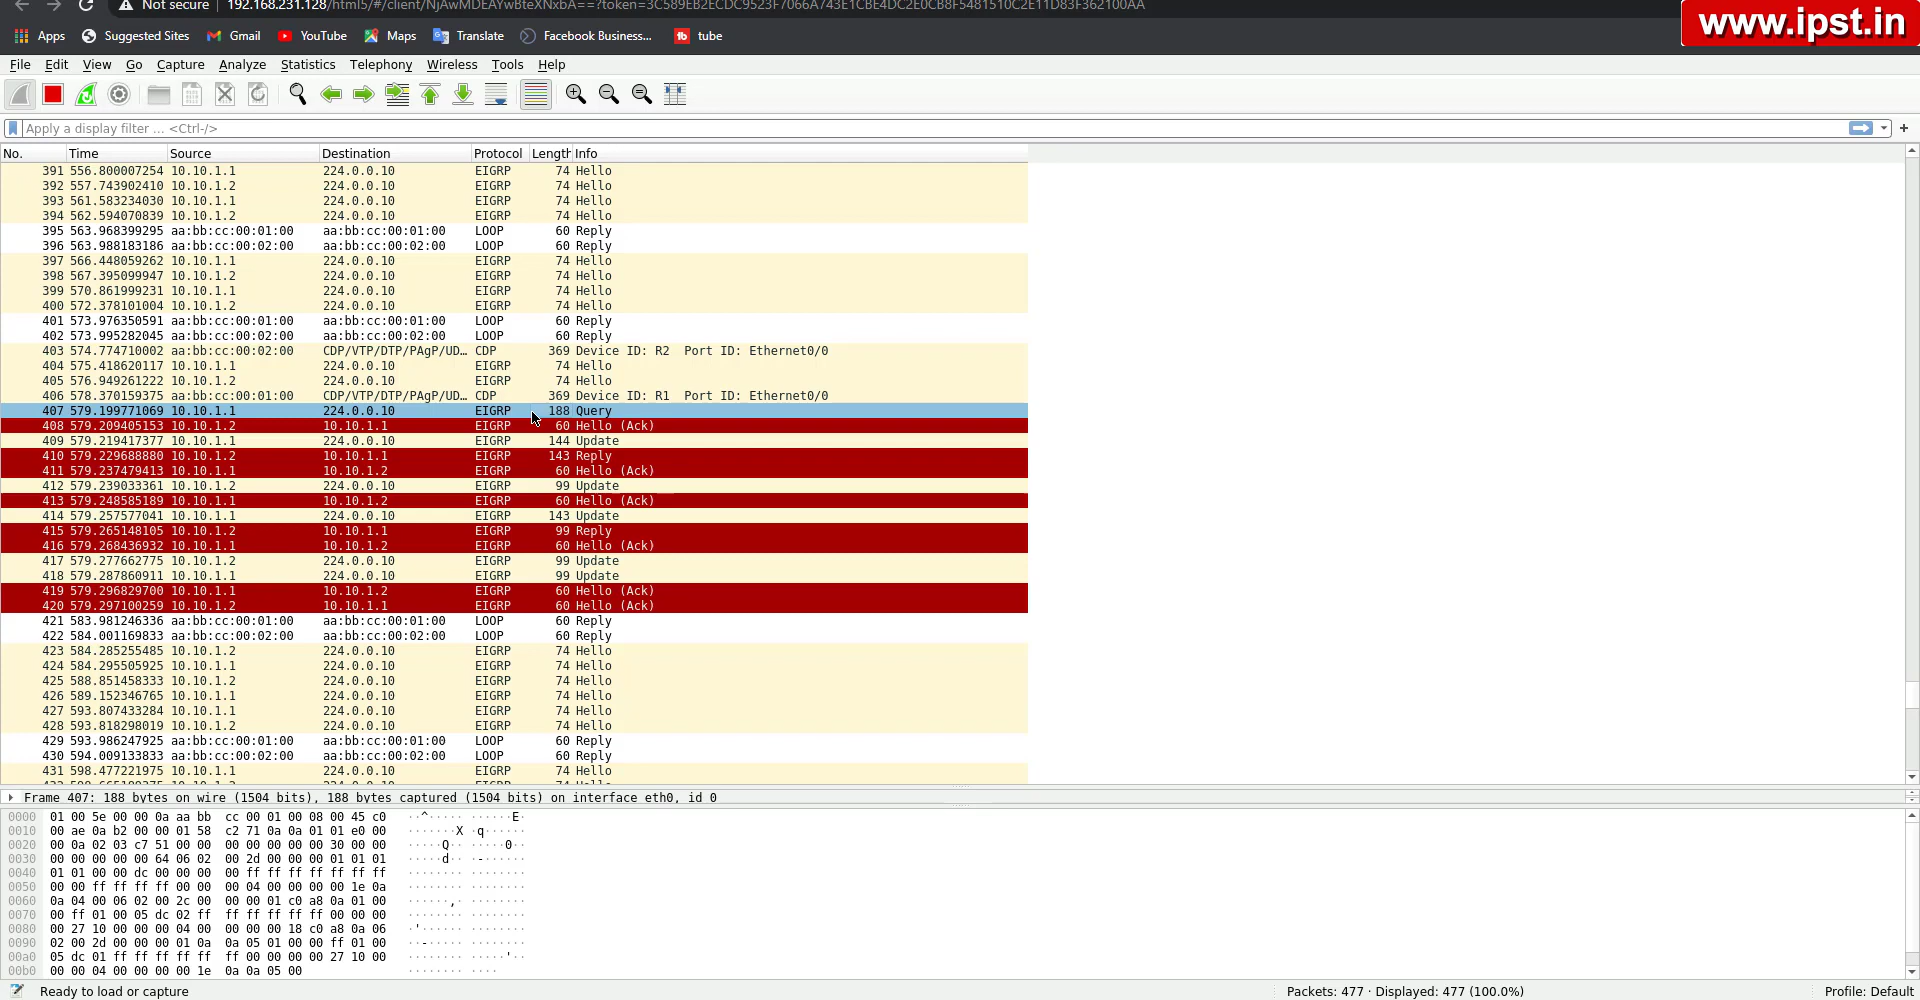 Not secure 192.168.231.128/html5/#/client/NjAwMDEAYwBteXNxbA==?token=3C589EB2ECDC9523F7066A743E1CBE4DC2E0CB8F5481510C2E11D83F362100AA
www.ipst.in
Apps Suggested Sites Gmail YouTube Maps Translate Facebook Business... tube
File Edit View Go Capture Analyze Statistics Telephony Wireless Tools Help
Apply a display filter ... <Ctrl-/>
No. Time Source Destination Protocol Length Info
391 556.800007254 10.10.1.1 224.0.0.10 EIGRP 74 Hello
392 557.743902410 10.10.1.2 224.0.0.10 EIGRP 74 Hello
393 561.583234030 10.10.1.1 224.0.0.10 EIGRP 74 Hello
394 562.594070839 10.10.1.2 224.0.0.10 EIGRP 74 Hello
395 563.968399295 aa:bb:cc:00:01:00 aa:bb:cc:00:01:00 LOOP 60 Reply
396 563.988183186 aa:bb:cc:00:02:00 aa:bb:cc:00:02:00 LOOP 60 Reply
397 566.448059262 10.10.1.1 224.0.0.10 EIGRP 74 Hello
398 567.395099947 10.10.1.2 224.0.0.10 EIGRP 74 Hello
399 570.861999231 10.10.1.1 224.0.0.10 EIGRP 74 Hello
400 572.378101004 10.10.1.2 224.0.0.10 EIGRP 74 Hello
401 573.976350591 aa:bb:cc:00:01:00 aa:bb:cc:00:01:00 LOOP 60 Reply
402 573.995282045 aa:bb:cc:00:02:00 aa:bb:cc:00:02:00 LOOP 60 Reply
403 574.774710002 aa:bb:cc:00:02:00 CDP/VTP/DTP/PAgP/UD… CDP 369 Device ID: R2 Port ID: Ethernet0/0
404 575.418620117 10.10.1.1 224.0.0.10 EIGRP 74 Hello
405 576.949261222 10.10.1.2 224.0.0.10 EIGRP 74 Hello
406 578.370159375 aa:bb:cc:00:01:00 CDP/VTP/DTP/PAgP/UD… CDP 369 Device ID: R1 Port ID: Ethernet0/0
407 579.199771069 10.10.1.1 224.0.0.10 EIGRP 188 Query
408 579.209405153 10.10.1.2 10.10.1.1 EIGRP 60 Hello (Ack)
409 579.219417377 10.10.1.1 224.0.0.10 EIGRP 144 Update
410 579.229688880 10.10.1.2 10.10.1.1 EIGRP 143 Reply
411 579.237479413 10.10.1.1 10.10.1.2 EIGRP 60 Hello (Ack)
412 579.239033361 10.10.1.2 224.0.0.10 EIGRP 99 Update
413 579.248585189 10.10.1.1 10.10.1.2 EIGRP 60 Hello (Ack)
414 579.257577041 10.10.1.1 224.0.0.10 EIGRP 143 Update
415 579.265148105 10.10.1.2 10.10.1.1 EIGRP 99 Reply
416 579.268436932 10.10.1.1 10.10.1.2 EIGRP 60 Hello (Ack)
417 579.277662775 10.10.1.2 224.0.0.10 EIGRP 99 Update
418 579.287860911 10.10.1.1 224.0.0.10 EIGRP 99 Update
419 579.296829700 10.10.1.1 10.10.1.2 EIGRP 60 Hello (Ack)
420 579.297100259 10.10.1.2 10.10.1.1 EIGRP 60 Hello (Ack)
421 583.981246336 aa:bb:cc:00:01:00 aa:bb:cc:00:01:00 LOOP 60 Reply
422 584.001169833 aa:bb:cc:00:02:00 aa:bb:cc:00:02:00 LOOP 60 Reply
423 584.285255485 10.10.1.2 224.0.0.10 EIGRP 74 Hello
424 584.295505925 10.10.1.1 224.0.0.10 EIGRP 74 Hello
425 588.851458333 10.10.1.2 224.0.0.10 EIGRP 74 Hello
426 589.152346765 10.10.1.1 224.0.0.10 EIGRP 74 Hello
427 593.807433284 10.10.1.1 224.0.0.10 EIGRP 74 Hello
428 593.818298019 10.10.1.2 224.0.0.10 EIGRP 74 Hello
429 593.986247925 aa:bb:cc:00:01:00 aa:bb:cc:00:01:00 LOOP 60 Reply
430 594.009133833 aa:bb:cc:00:02:00 aa:bb:cc:00:02:00 LOOP 60 Reply
431 598.477221975 10.10.1.1 224.0.0.10 EIGRP 74 Hello
Frame 407: 188 bytes on wire (1504 bits), 188 bytes captured (1504 bits) on interface eth0, id 0
0000 01 00 5e 00 00 0a aa bb cc 00 01 00 08 00 45 c0 ··^····· ······E·
0010 00 ae 0a b2 00 00 01 58 c2 71 0a 0a 01 01 e0 00 ·······X ·q······
0020 00 0a 02 03 c7 51 00 00 00 00 00 00 00 30 00 00 ·····Q·· ·····0··
0030 00 00 00 00 00 64 06 02 00 2d 00 00 00 01 01 01 ·····d·· ·-······
0040 01 01 00 00 dc 00 00 00 00 ff ff ff ff ff ff ff ········ ········
0050 00 00 ff ff ff ff 00 00 00 04 00 00 00 00 1e 0a ········ ········
0060 0a 04 00 06 02 00 2c 00 00 00 01 c0 a8 0a 01 00 ······,· ········
0070 00 ff 01 00 05 dc 02 ff ff ff ff ff ff 00 00 00 ········ ········
0080 00 27 10 00 00 00 04 00 00 00 00 18 c0 a8 0a 06 ·'······ ········
0090 02 00 2d 00 00 00 01 0a 0a 05 01 00 00 ff 01 00 ··-····· ········
00a0 05 dc 01 ff ff ff ff ff ff 00 00 00 00 27 10 00 ········ ·····'··
00b0 00 00 04 00 00 00 00 1e 0a 0a 05 00 ········ ····
Ready to load or capture Packets: 477 · Displayed: 477 (100.0%) Profile: Default